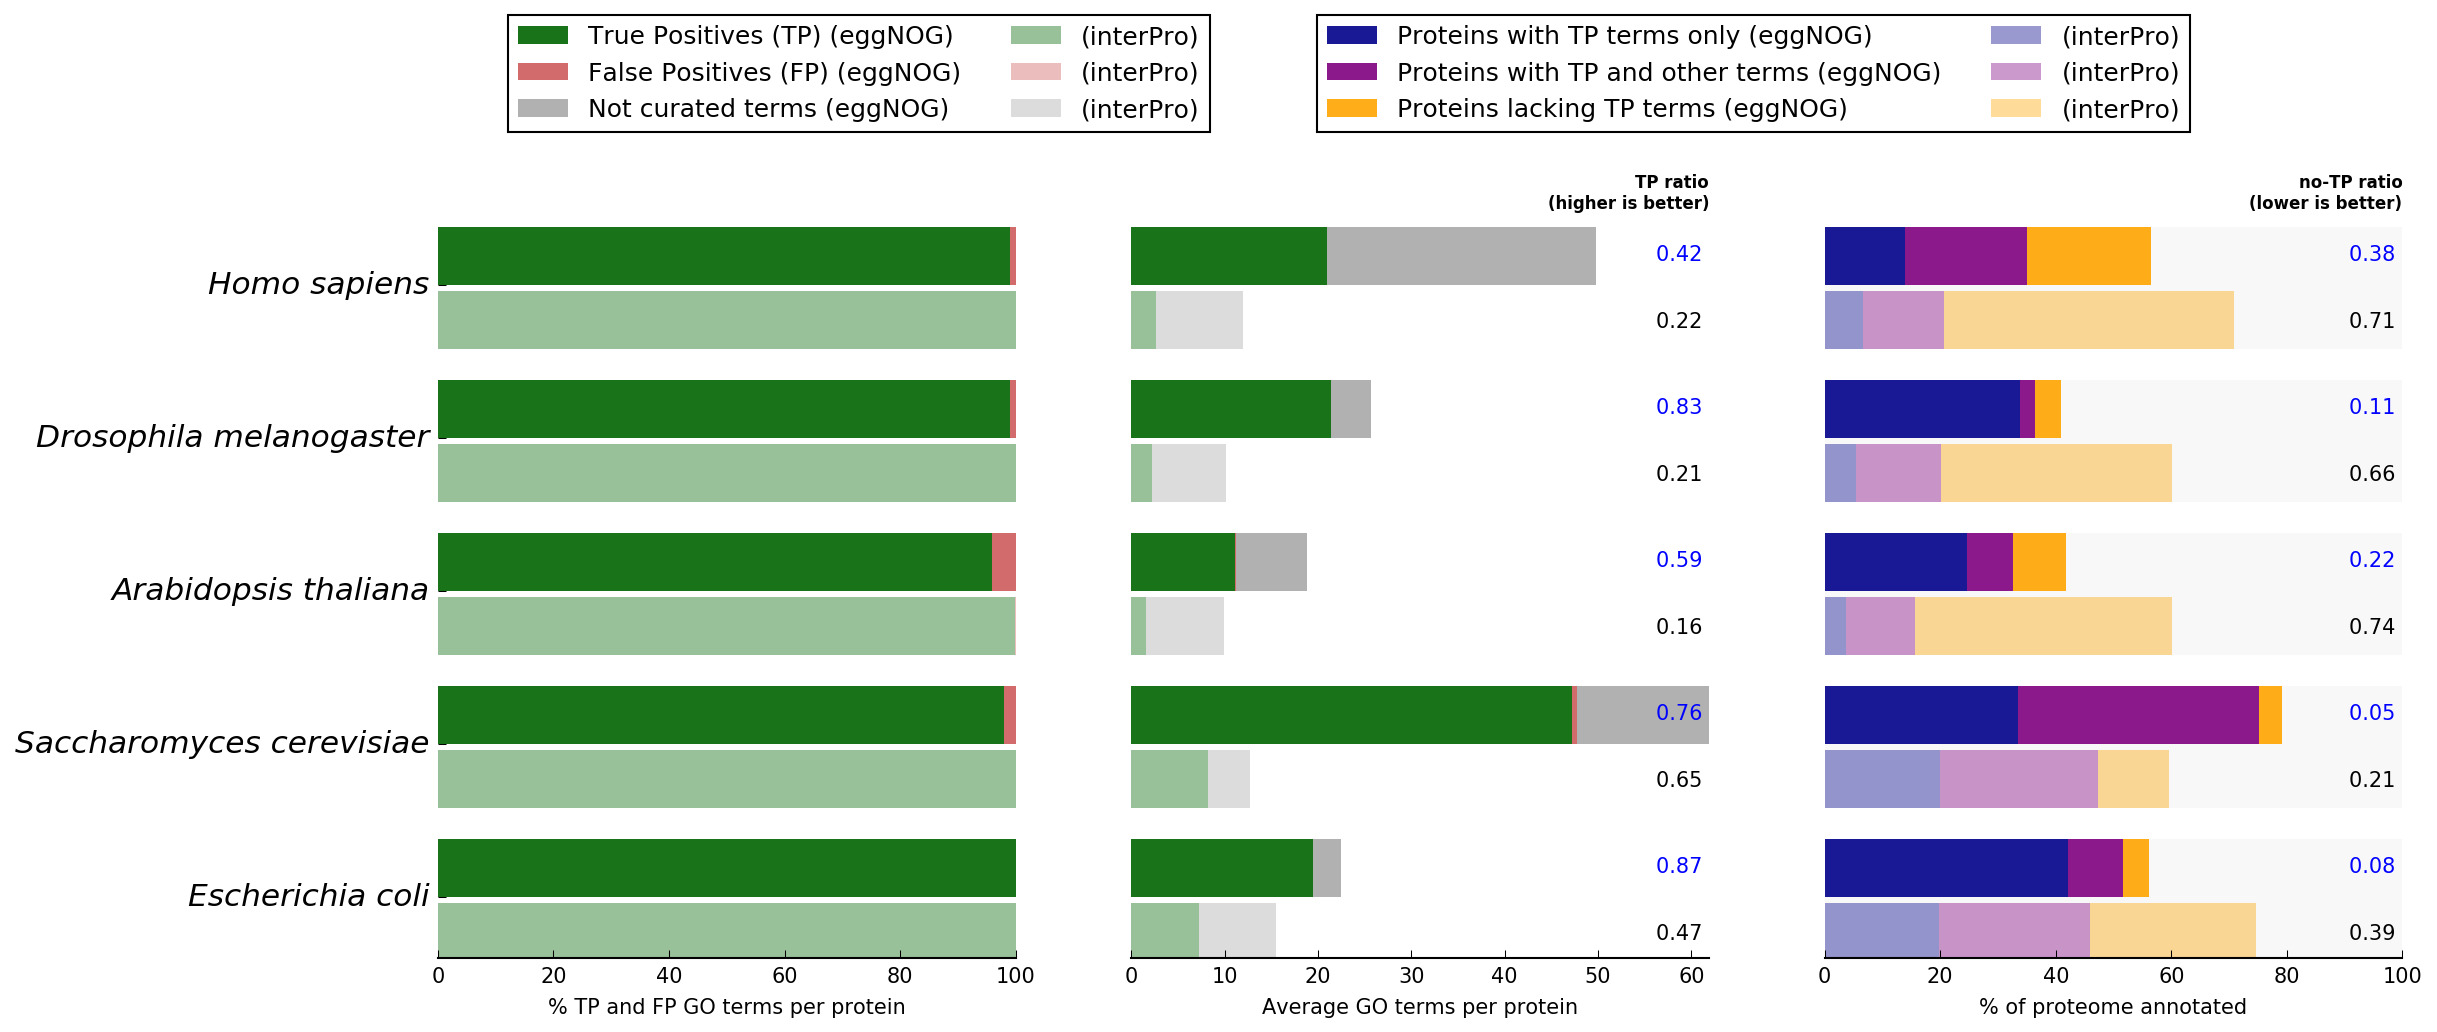 True Positives (TP) (eggNOG) (interPro)
False Positives (FP) (eggNOG) (interPro)
Not curated terms (eggNOG) (interPro)
Proteins with TP terms only (eggNOG) (interPro)
Proteins with TP and other terms (eggNOG) (interPro)
Proteins lacking TP terms (eggNOG) (interPro)
TP ratio
(higher is better)
no-TP ratio
(lower is better)
Homo sapiens
0.42
0.38
0.22
0.71
Drosophila melanogaster
0.83
0.11
0.21
0.66
Arabidopsis thaliana
0.59
0.22
0.16
0.74
Saccharomyces cerevisiae
0.76
0.05
0.65
0.21
Escherichia coli
0.87
0.08
0.47
0.39
0 20 40 60 80 100
% TP and FP GO terms per protein
0 10 20 30 40 50 60
Average GO terms per protein
0 20 40 60 80 100
% of proteome annotated